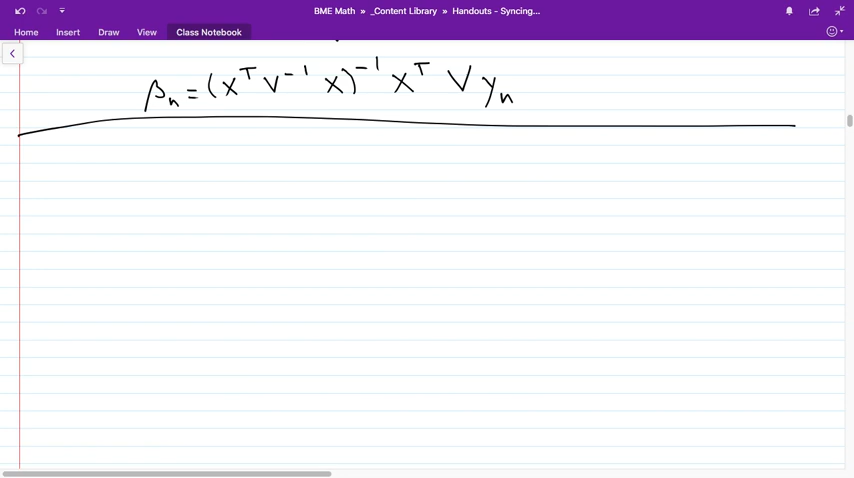 BME Math » _Content Library » Handouts - Syncing...
Home Insert Draw View Class Notebook
βₙ = (Xᵀ V⁻¹ X)⁻¹ Xᵀ V yₙ